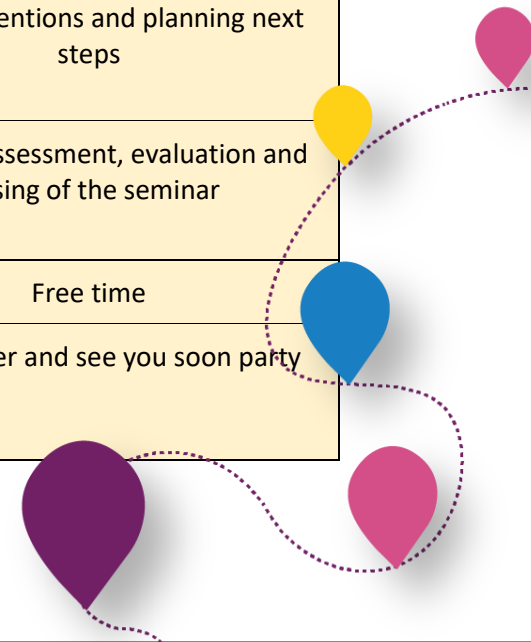 entions and planning next
steps
ssessment, evaluation and
sing of the seminar
Free time
er and see you soon party